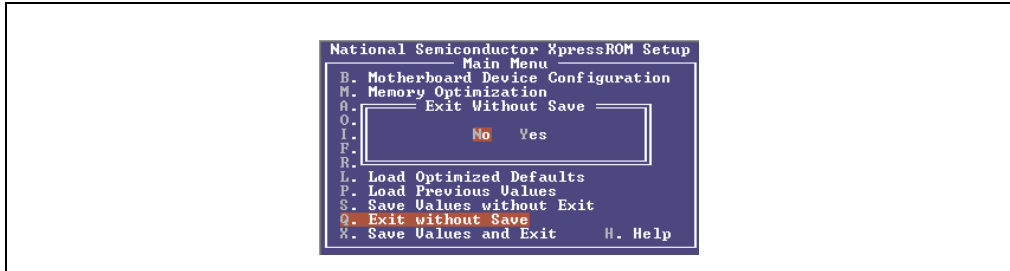 National Semiconductor XpressROM Setup
Main Menu
B. Motherboard Device Configuration
M. Memory Optimization
A.
Exit Without Save
O.
I.
No Yes
F.
R.
L. Load Optimized Defaults
P. Load Previous Values
S. Save Values without Exit
Q. Exit without Save
X. Save Values and Exit H. Help